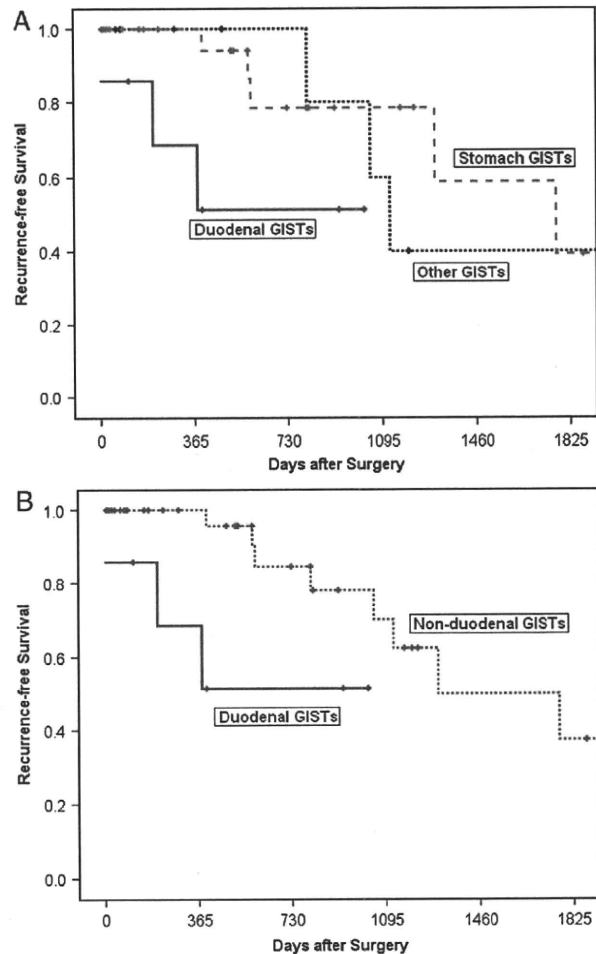 A
Recurrence-free Survival
1.0
0.8
0.6
0.4
0.2
0.0
Stomach GISTs
Duodenal GISTs
Other GISTs
0 365 730 1095 1460 1825
Days after Surgery
B
Recurrence-free Survival
1.0
0.8
0.6
0.4
0.2
0.0
Non-duodenal GISTs
Duodenal GISTs
0 365 730 1095 1460 1825
Days after Surgery